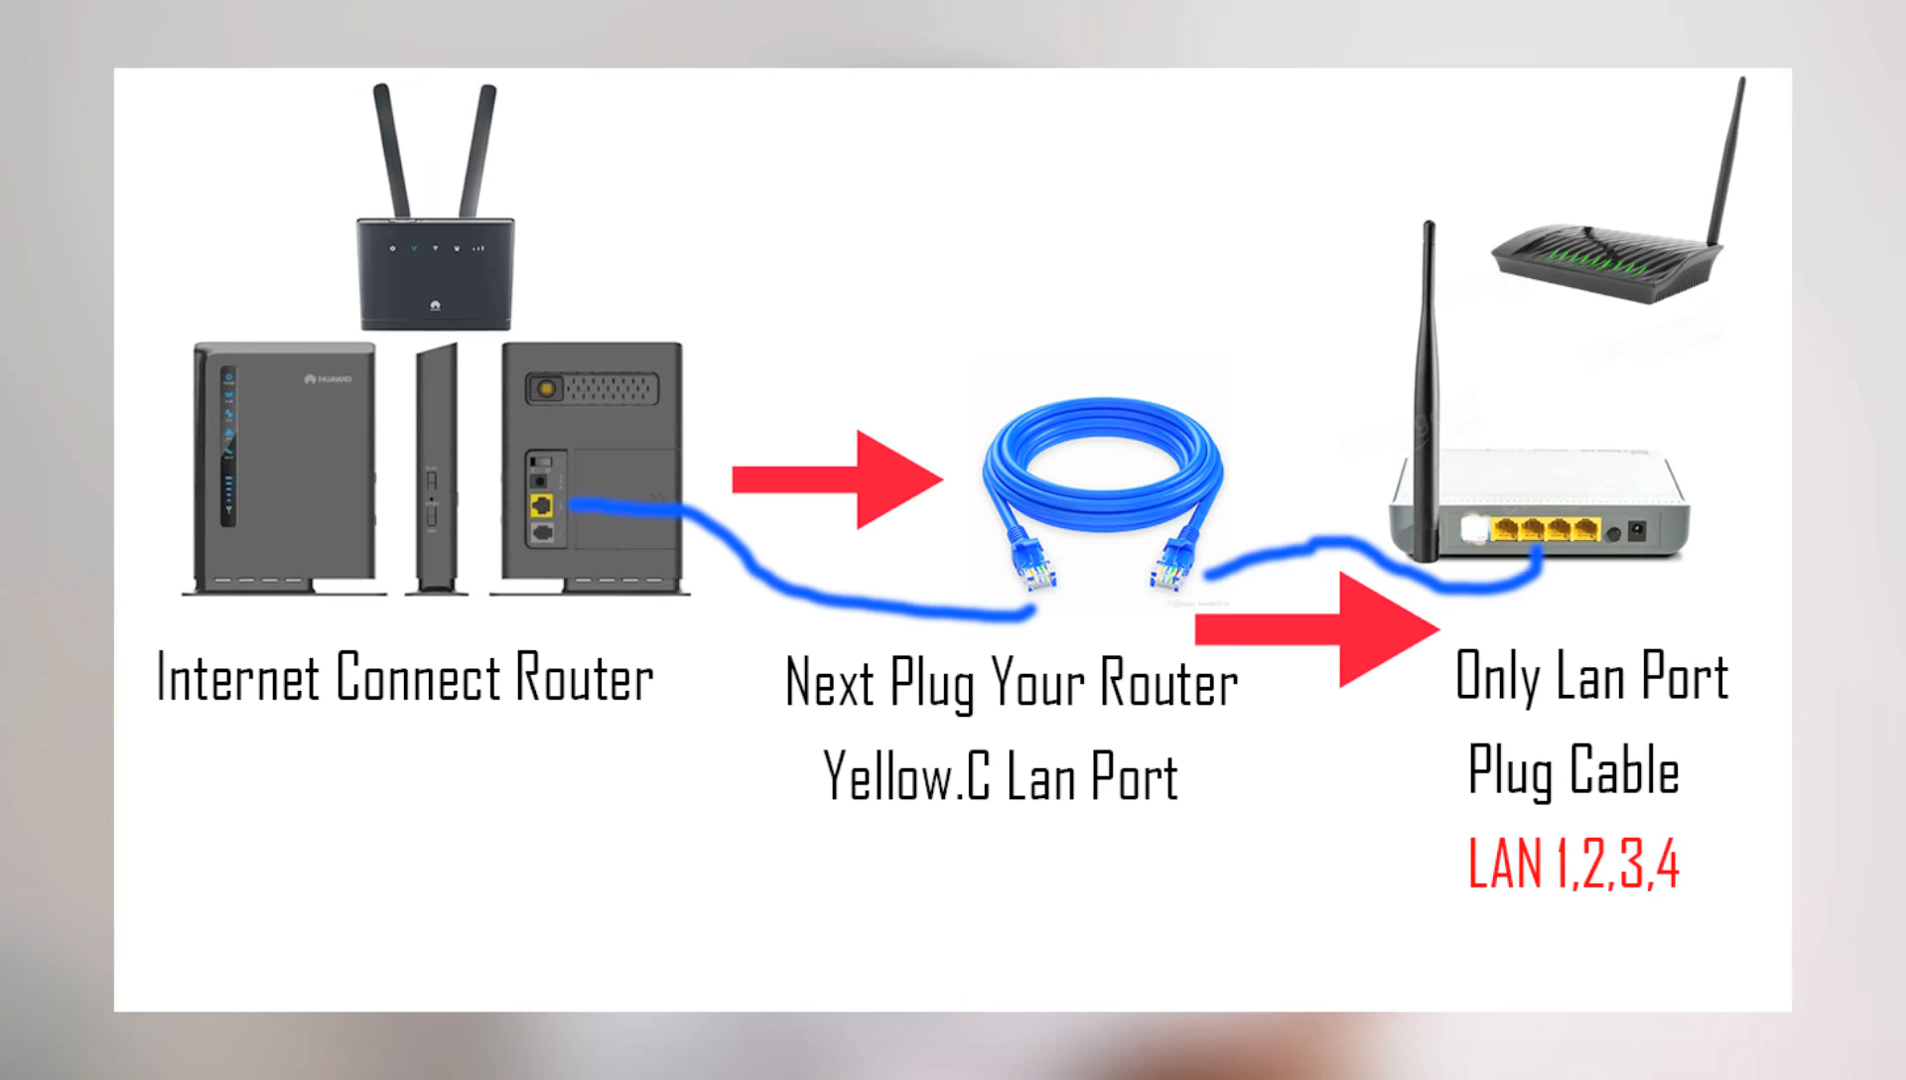 HUAWEI
Internet Connect Router
Next Plug Your Router
Yellow.C Lan Port
Only Lan Port
Plug Cable
LAN 1,2,3,4